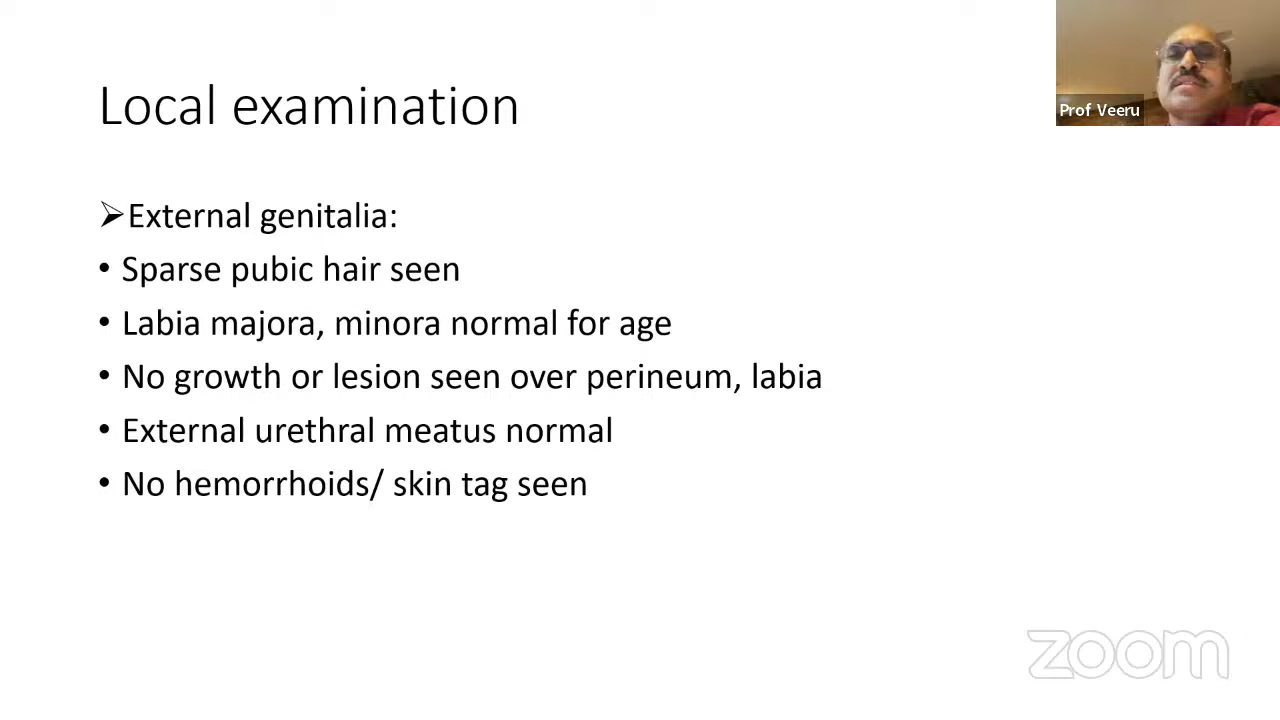 Local examination
Prof Veeru
➢External genitalia:
• Sparse pubic hair seen
• Labia majora, minora normal for age
• No growth or lesion seen over perineum, labia
• External urethral meatus normal
• No hemorrhoids/ skin tag seen
zoom